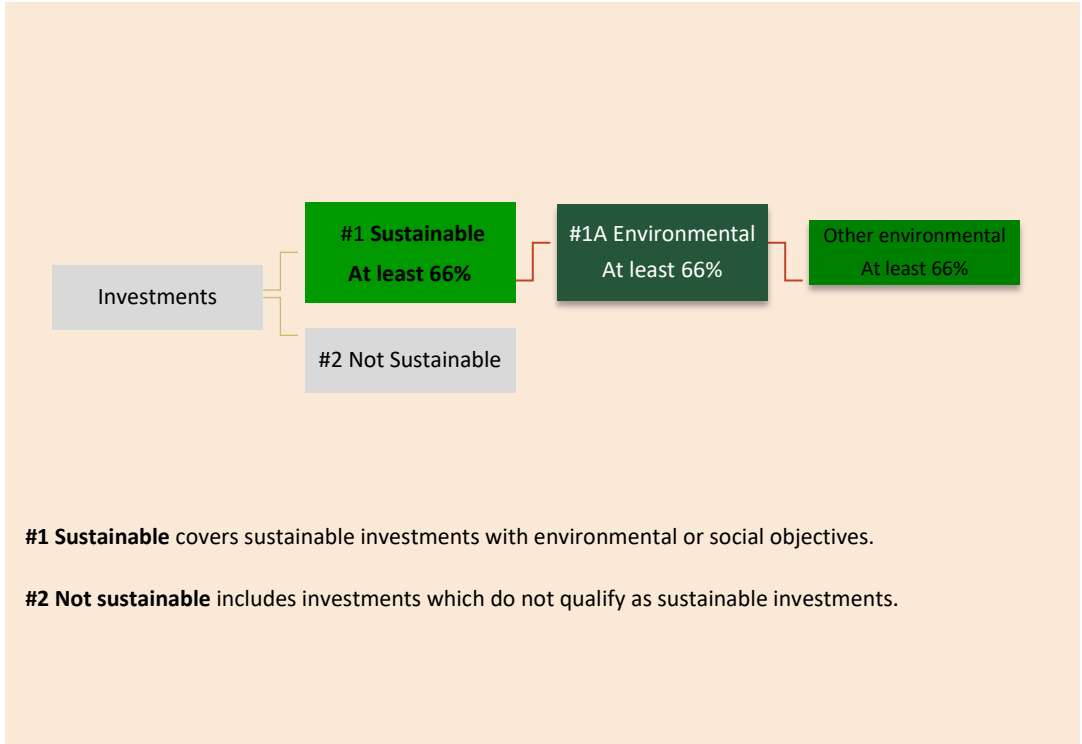 Investments
#1 Sustainable
At least 66%
#2 Not Sustainable
#1A Environmental
At least 66%
Other environmental
At least 66%
#1 Sustainable covers sustainable investments with environmental or social objectives.
#2 Not sustainable includes investments which do not qualify as sustainable investments.